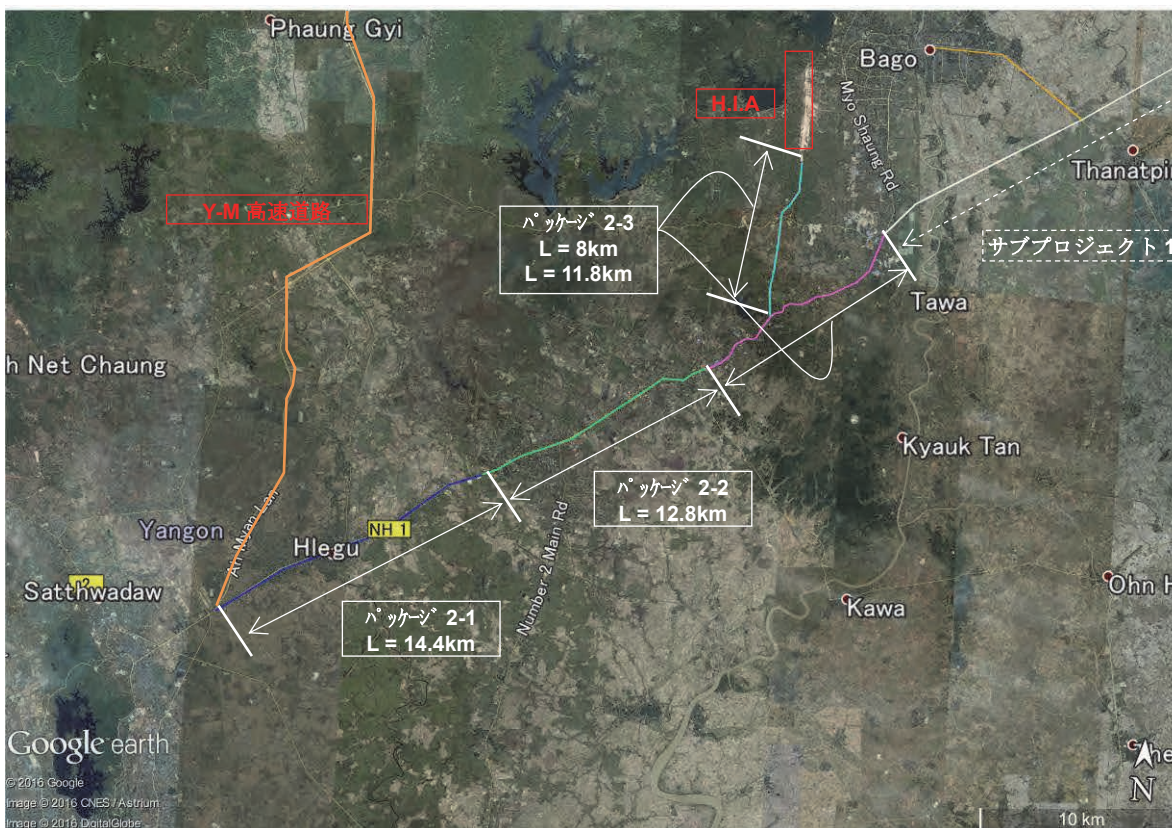 Phaung Gyi
Bago
H.LA
Myo Shaung Rd
Thanatpin
Y-M 高速道路
パッケージ 2-3
L = 8km
L = 11.8km
サブプロジェクト 1
Tawa
h Net Chaung
Kyauk Tan
パッケージ 2-2
L = 12.8km
Yangon
NH 1
Hlegu
Number 2 Main Rd
Satthwadaw
2
Ohn H
Kawa
パッケージ 2-1
L = 14.4km
Google earth
he
N
© 2016 Google
Image © 2016 CNES / Astrium
Image © 2016 DigitalGlobe
10 km